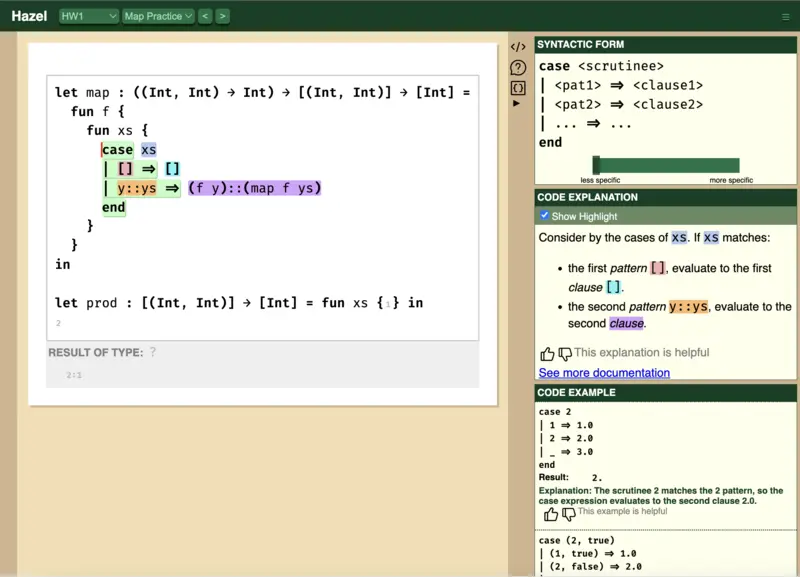 Hazel HW1 Map Practice < >
let map : ((Int, Int) → Int) → [(Int, Int)] → [Int] =
fun f {
fun xs {
case xs
| [] ⇒ []
| y::ys ⇒ (f y)::(map f ys)
end
}
}
in
let prod : [(Int, Int)] → [Int] = fun xs {1} in
2
RESULT OF TYPE: ?
2:1
</>
SYNTACTIC FORM
case <scrutinee>
| <pat1> ⇒ <clause1>
| <pat2> ⇒ <clause2>
| ... ⇒ ...
end
less specific more specific
CODE EXPLANATION
Show Highlight
Consider by the cases of xs. If xs matches:
• the first pattern [], evaluate to the first
clause [].
• the second pattern y::ys, evaluate to the
second clause.
This explanation is helpful
See more documentation
CODE EXAMPLE
case 2
| 1 ⇒ 1.0
| 2 ⇒ 2.0
| _ ⇒ 3.0
end
Result: 2.
Explanation: The scrutinee 2 matches the 2 pattern, so the
case expression evaluates to the second clause 2.0.
This example is helpful
case (2, true)
| (1, true) ⇒ 1.0
| (2, false) ⇒ 2.0